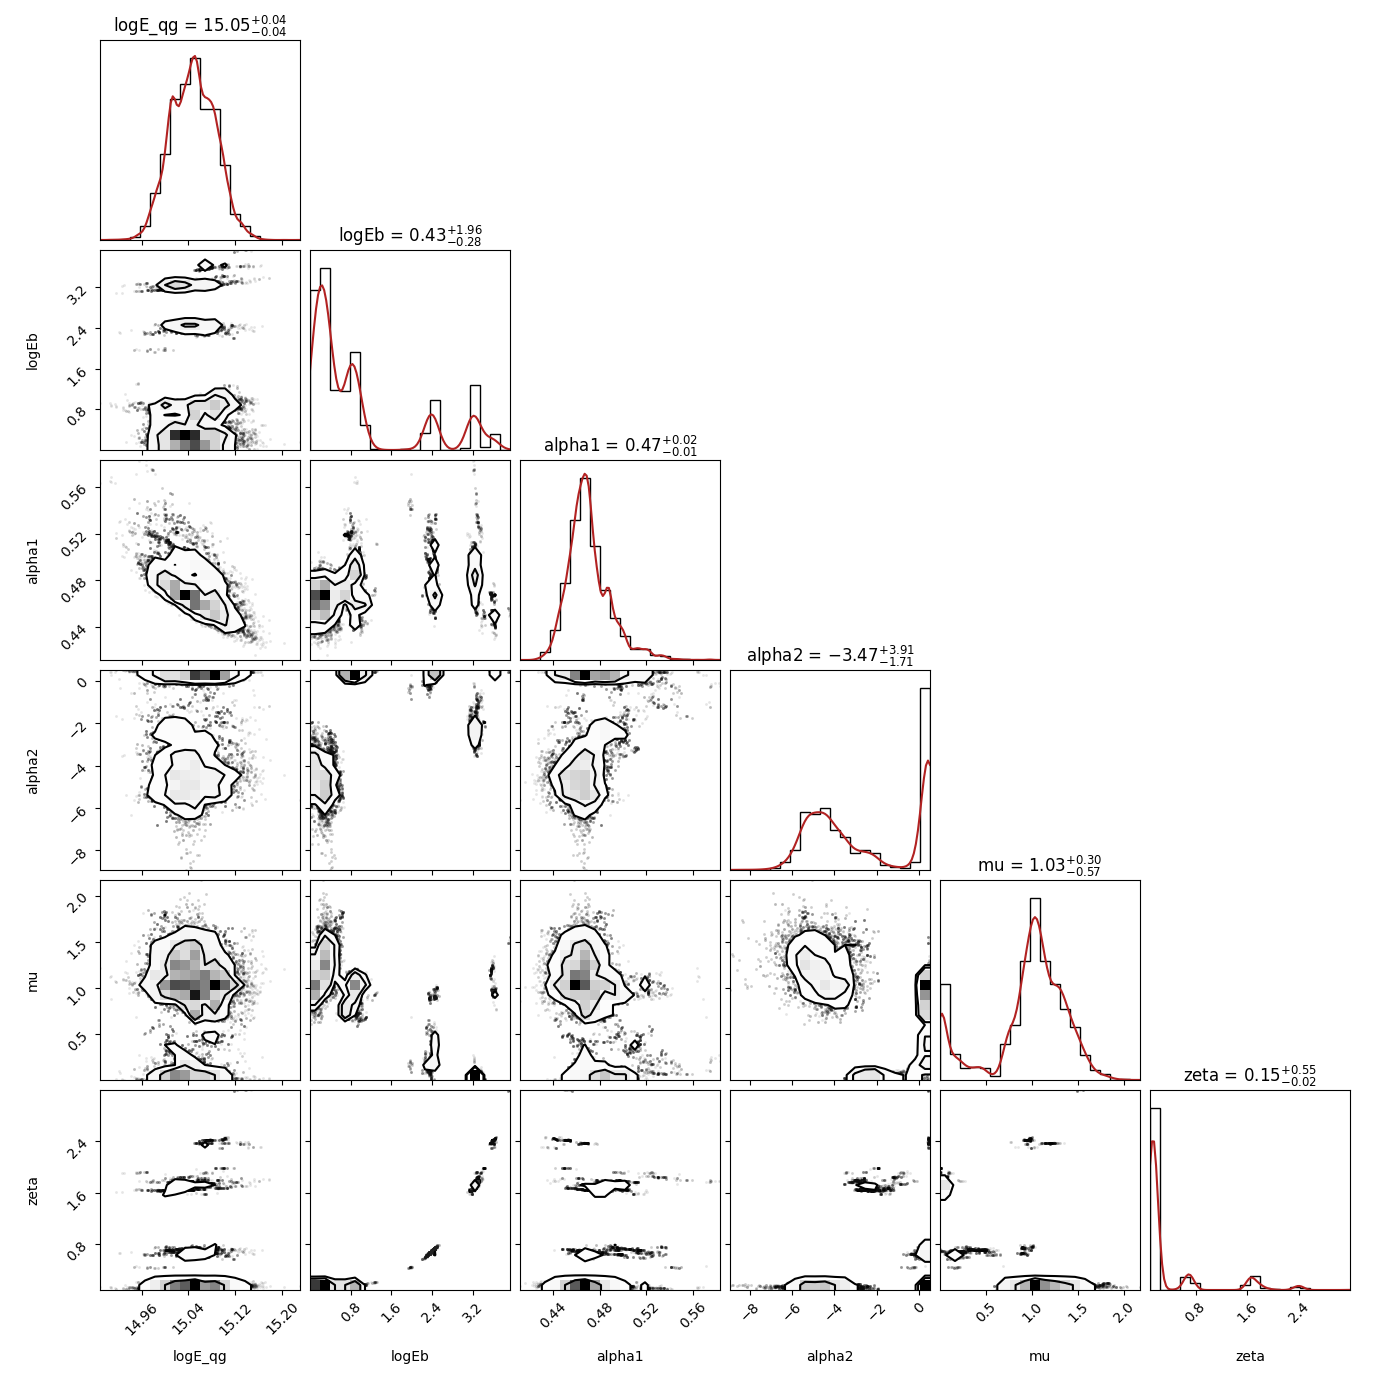 logE_qg = 15.05+0.04 −0.04
logEb = 0.43+1.96 −0.28
3.2
2.4
1.6
0.8
logEb
alpha1 = 0.47+0.02 −0.01
0.56
0.52
0.48
0.44
alpha1
alpha2 = −3.47+3.91 −1.71
0
−2
−4
−6
−8
alpha2
mu = 1.03+0.30 −0.57
2.0
1.5
1.0
0.5
mu
zeta = 0.15+0.55 −0.02
2.4
1.6
0.8
zeta
14.96 15.04 15.12 15.20 0.8 1.6 2.4 3.2 0.44 0.48 0.52 0.56 −8 −6 −4 −2 0 0.5 1.0 1.5 2.0 0.8 1.6 2.4
logE_qg logEb alpha1 alpha2 mu zeta